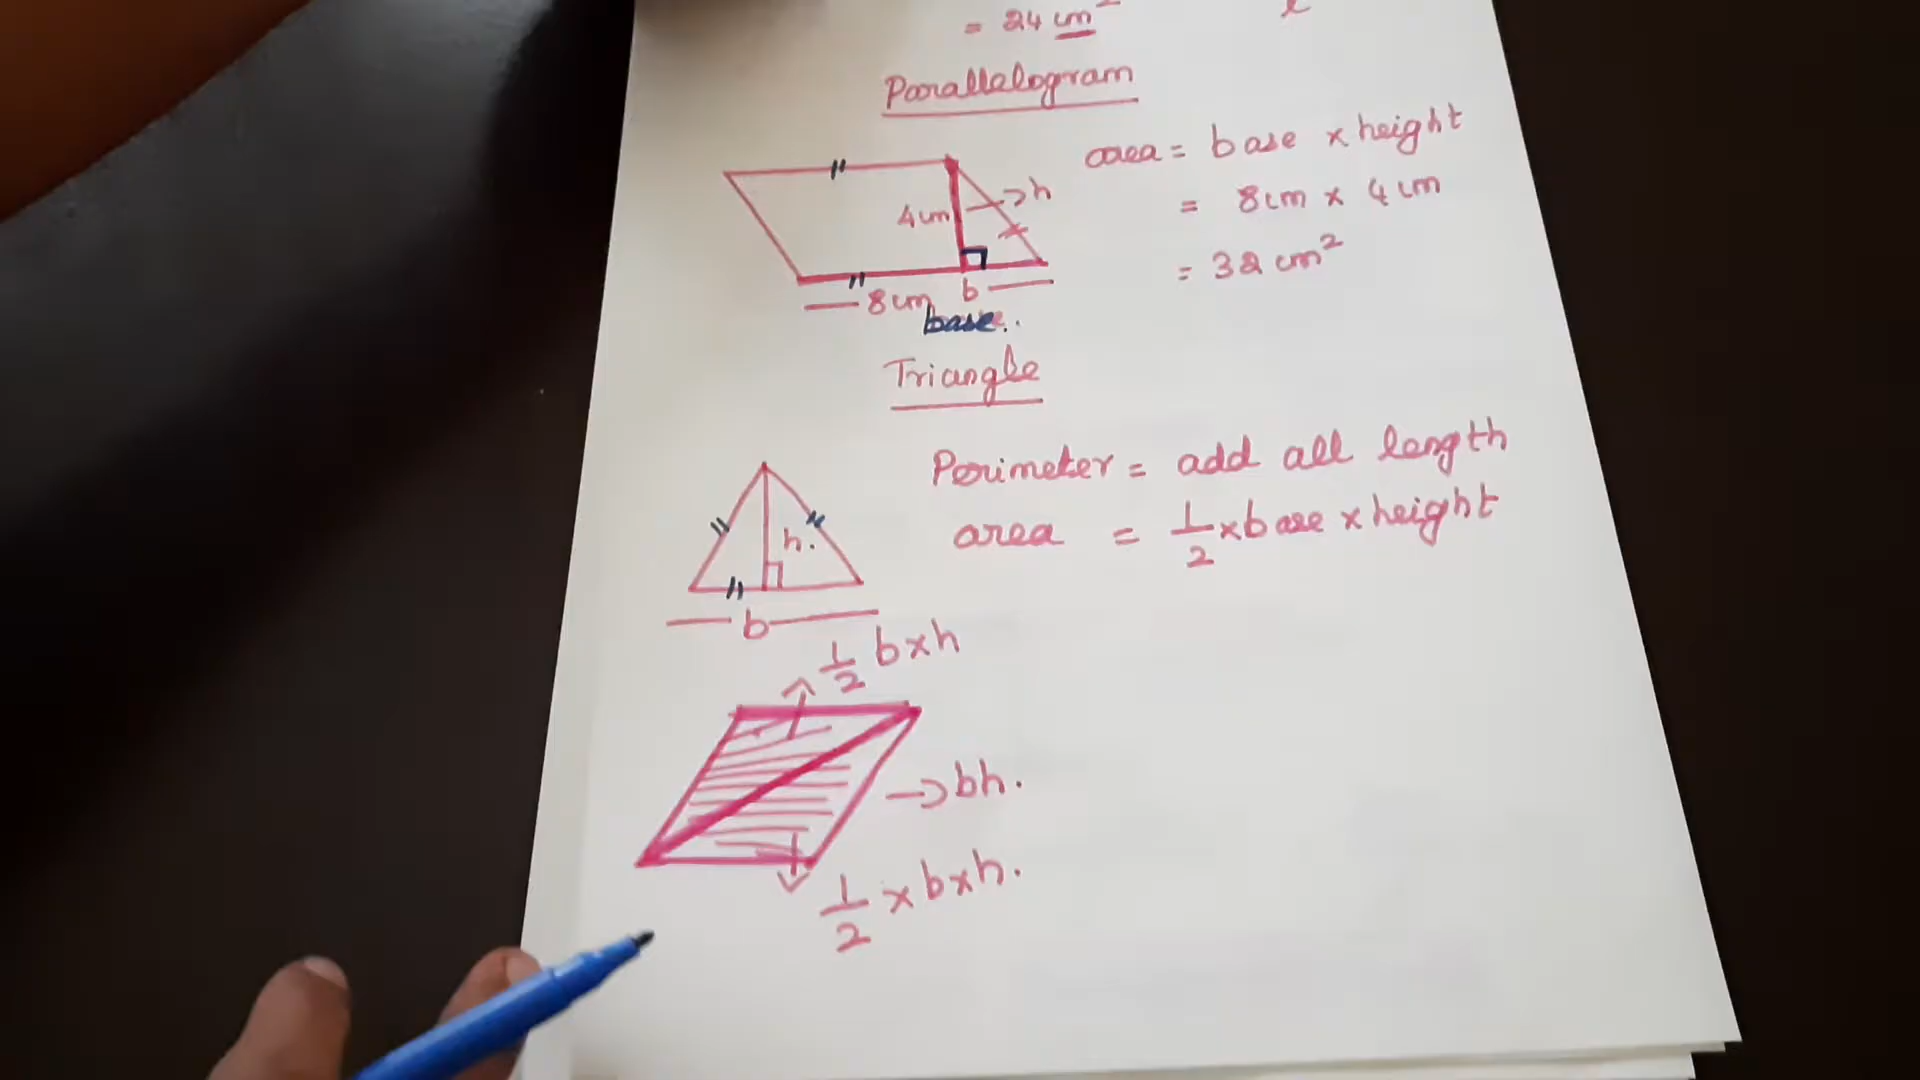 = 24 cm²
Parallelogram
area = base x height
4cm → h
= 8cm x 4cm
= 32 cm²
8cm b
base.
Triangle
Perimeter = add all length
area = 1/2 x base x height
h.
b
1/2 b x h
→ bh.
1/2 x b x h.